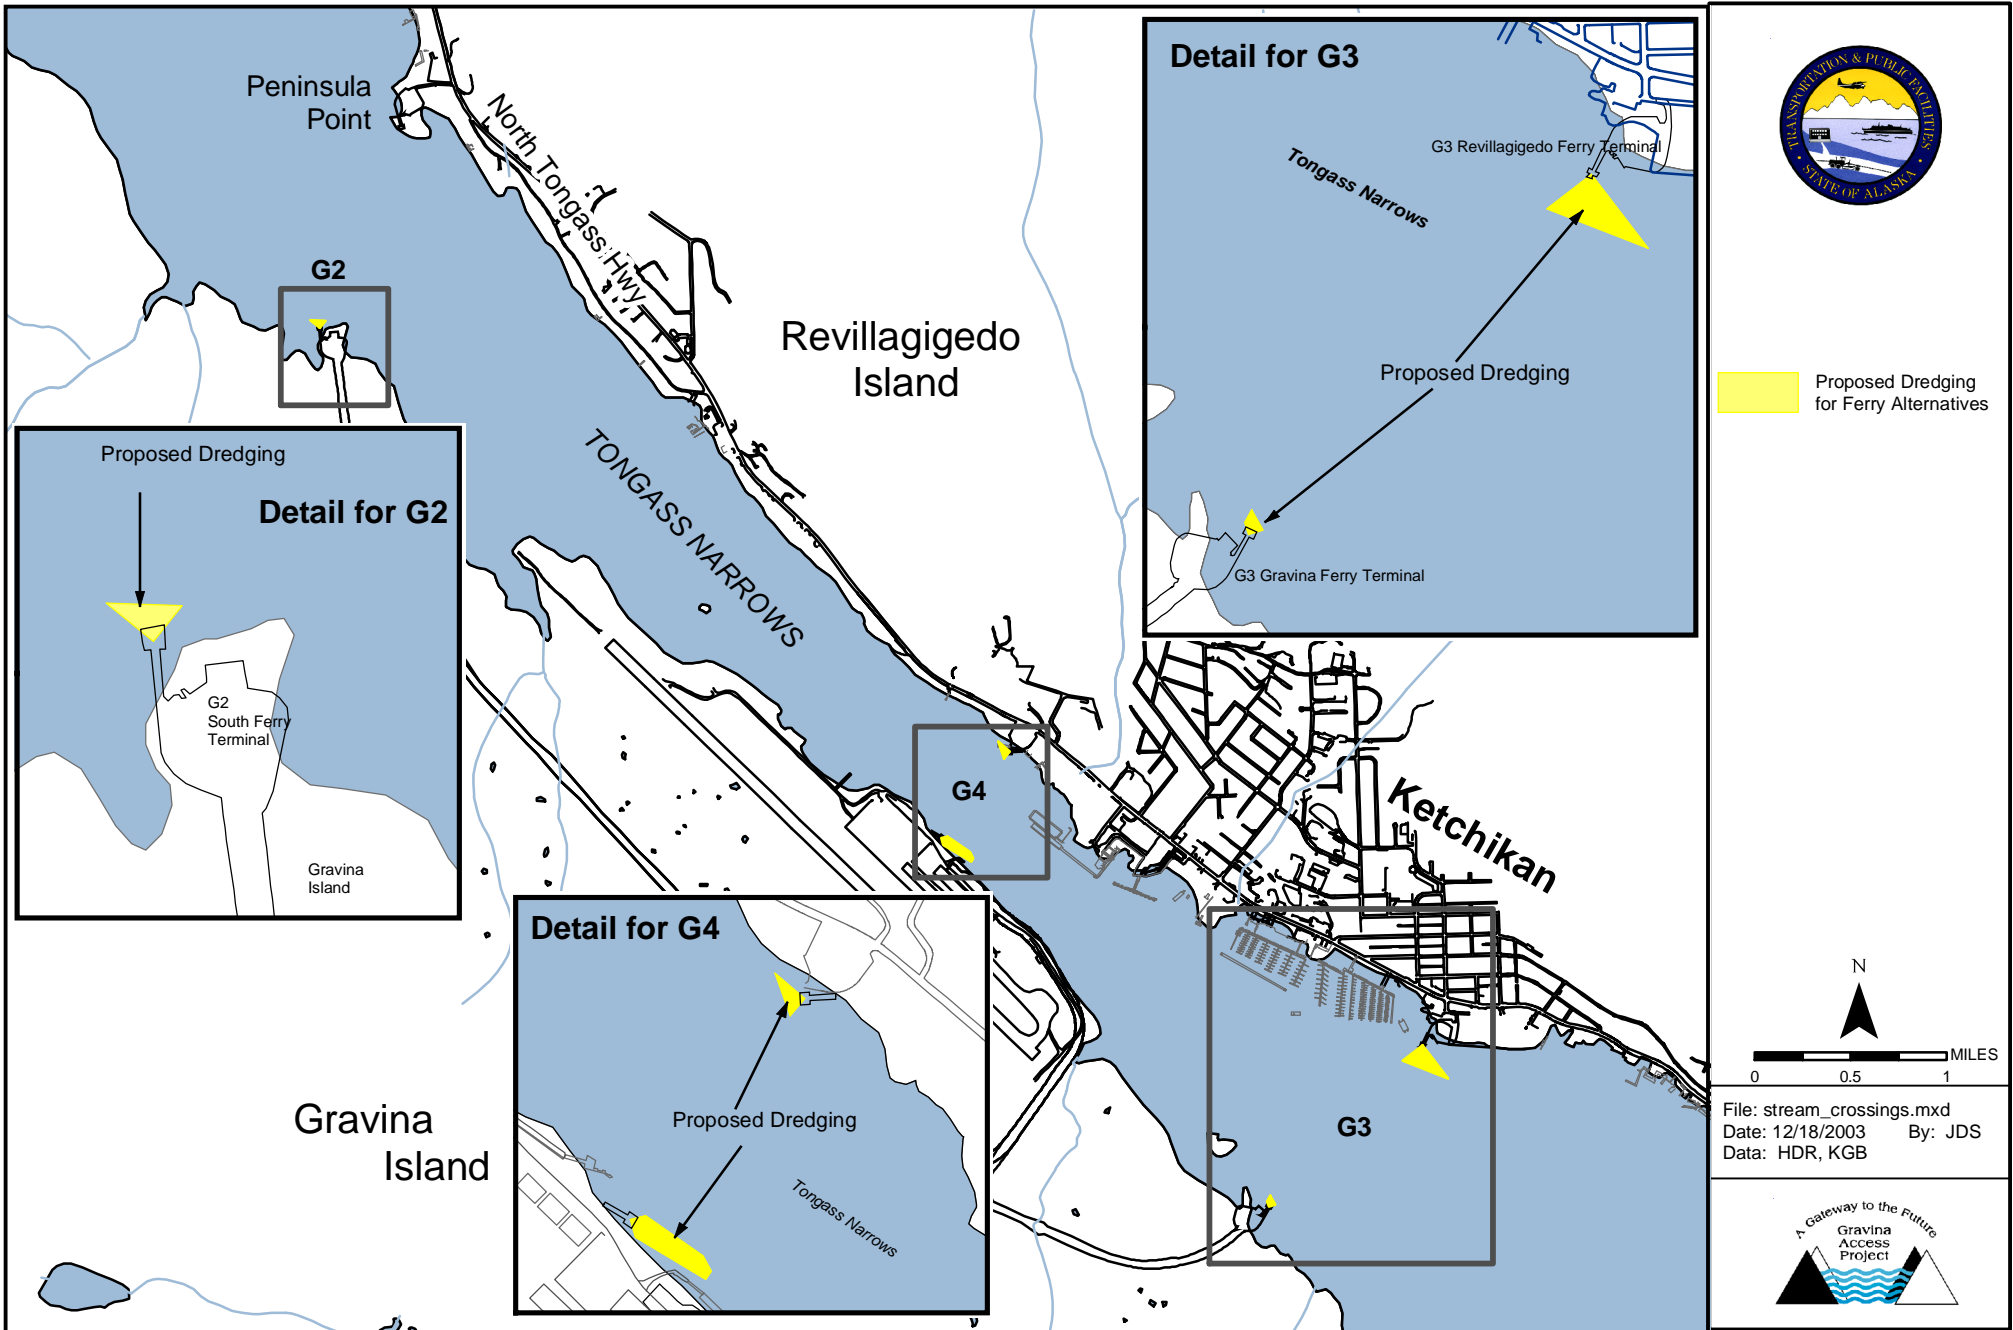 Peninsula
Point
North Tongass Hwy
G2
Revillagigedo
Island
TONGASS NARROWS
Detail for G3
G3 Revillagigedo Ferry Terminal
Tongass Narrows
Proposed Dredging
G3 Gravina Ferry Terminal
Proposed Dredging
Detail for G2
G2
South Ferry
Terminal
Gravina
Island
G4
Ketchikan
Detail for G4
Proposed Dredging
Tongass Narrows
G3
Gravina
Island
TRANSPORTATION & PUBLIC FACILITIES
STATE OF ALASKA
Proposed Dredging
for Ferry Alternatives
N
MILES
0 0.5 1
File: stream_crossings.mxd
Date: 12/18/2003 By: JDS
Data: HDR, KGB
A Gateway to the Future
Gravina
Access
Project